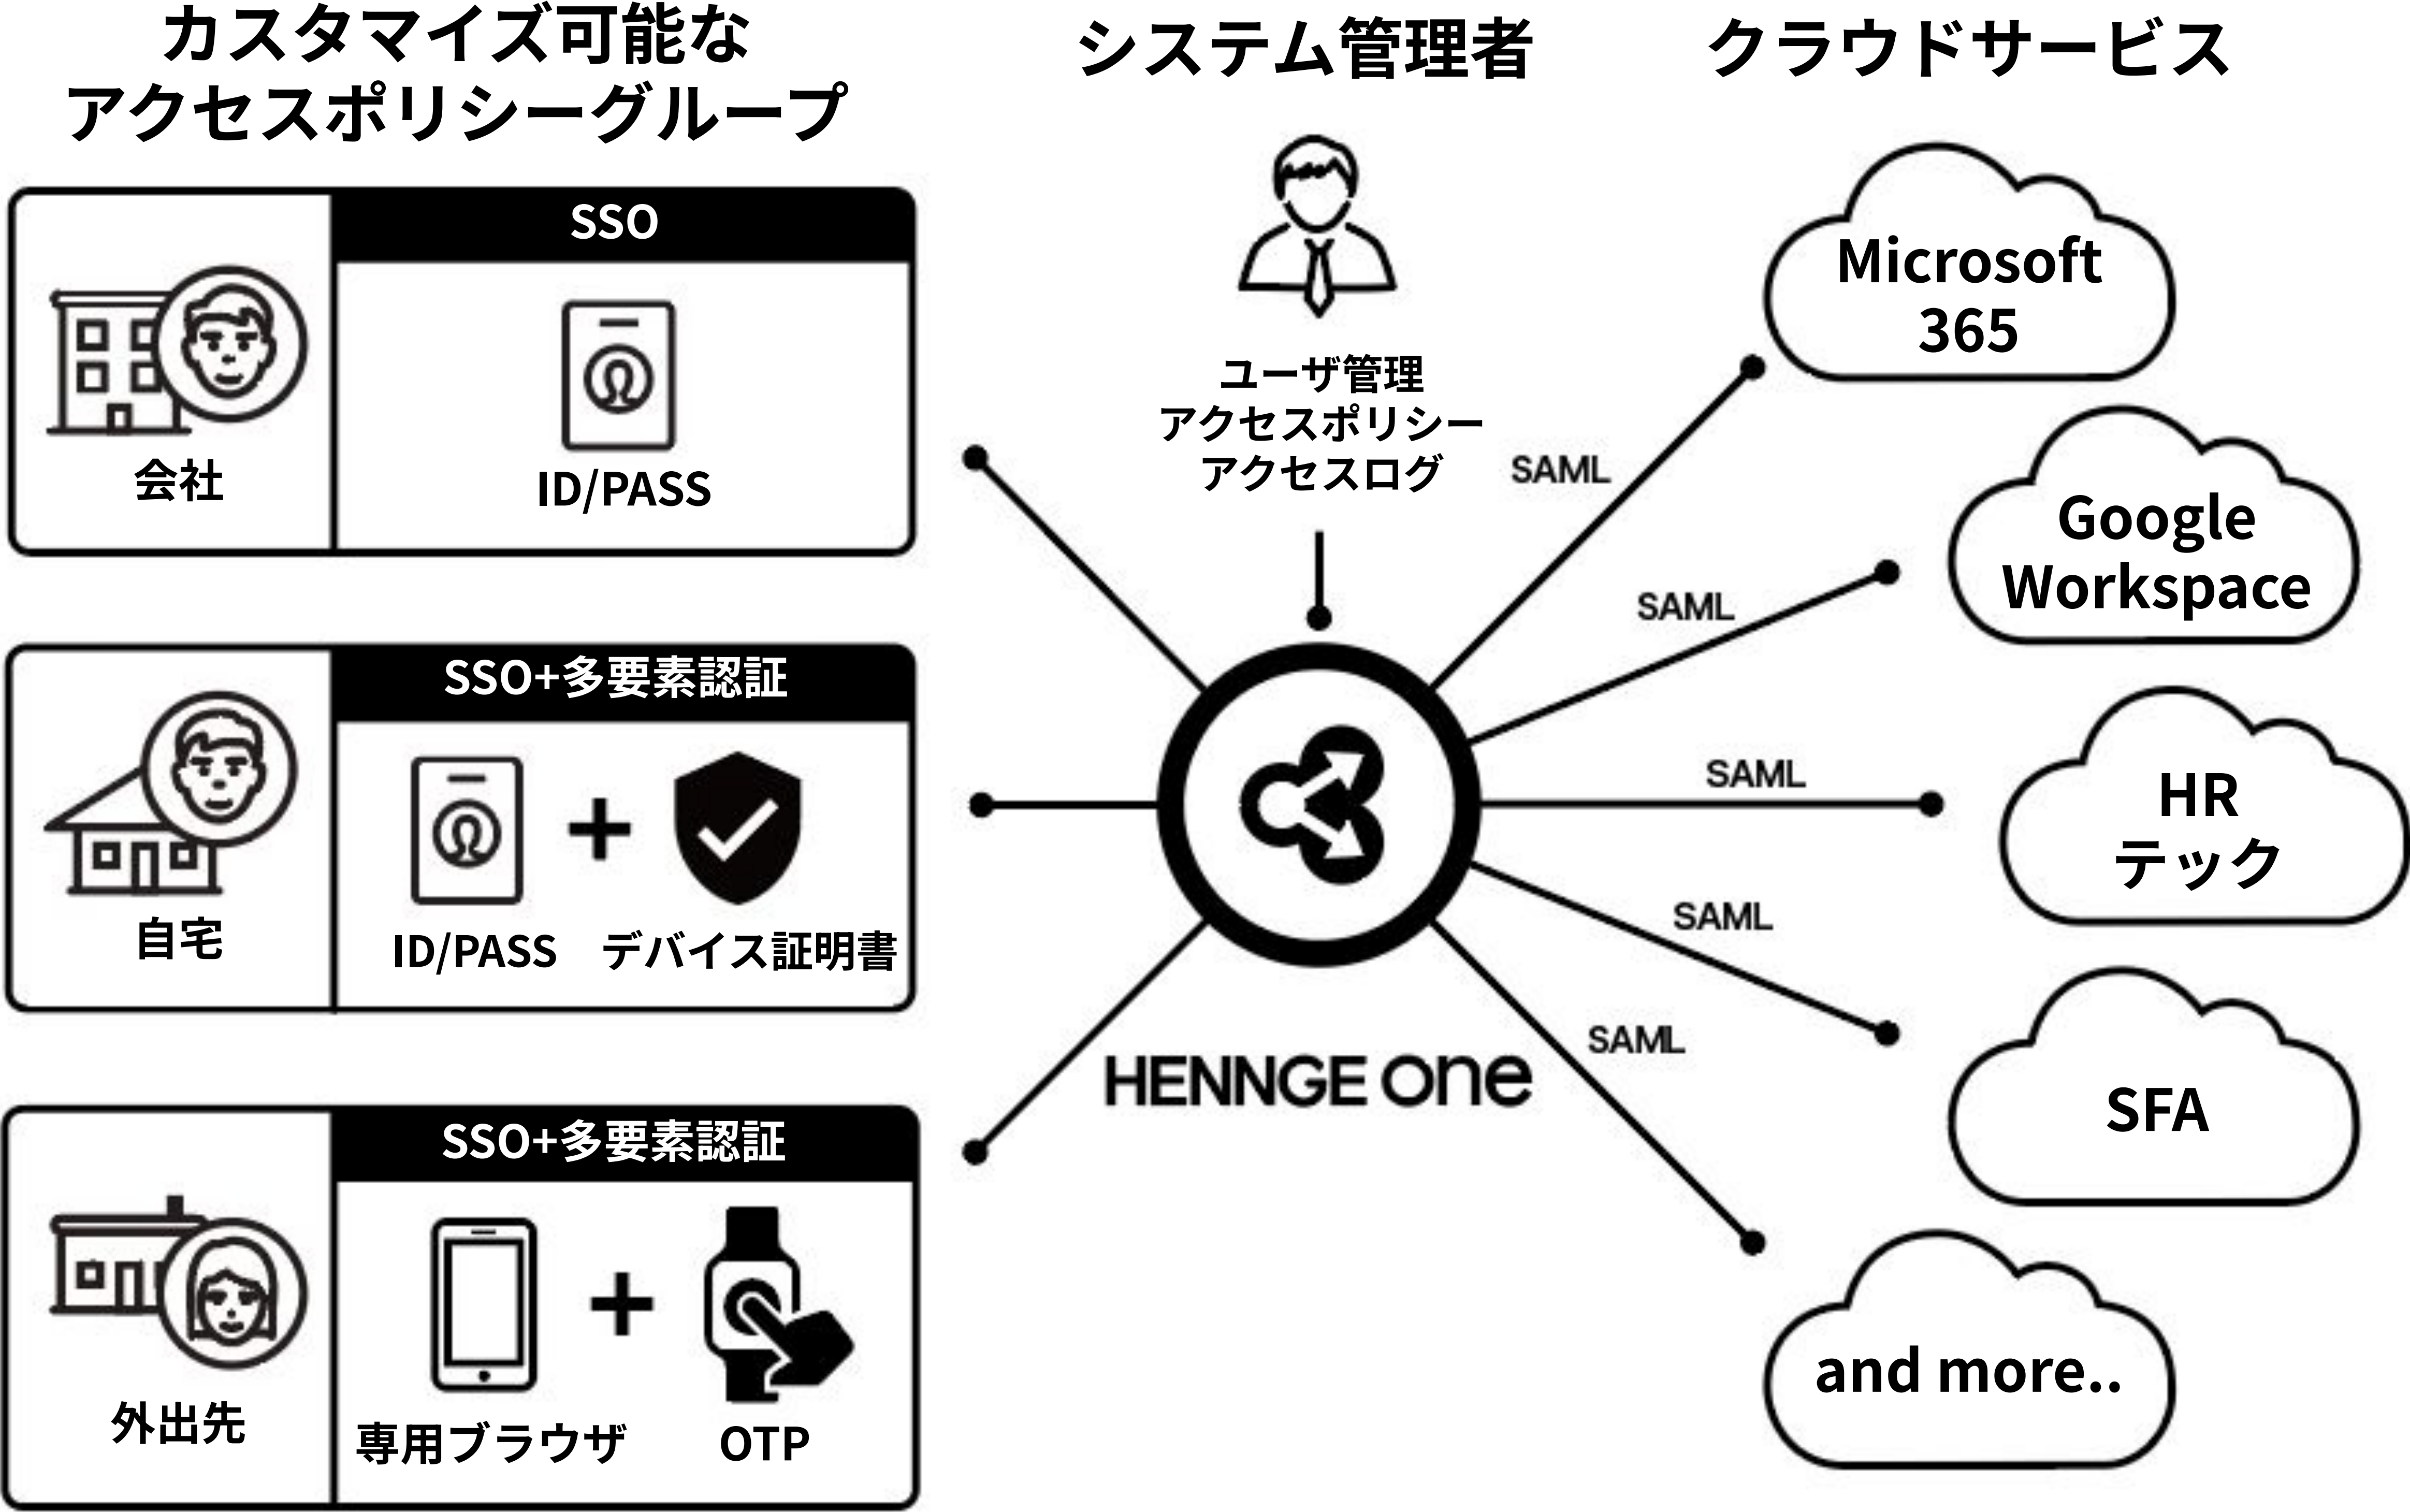 カスタマイズ可能な
アクセスポリシーグループ
SSO
会社
ID/PASS
SSO+多要素認証
自宅
ID/PASS
デバイス証明書
SSO+多要素認証
外出先
専用ブラウザ
OTP
システム管理者
ユーザ管理
アクセスポリシー
アクセスログ
HENNGE one
SAML
SAML
SAML
SAML
SAML
クラウドサービス
Microsoft
365
Google
Workspace
HR
テック
SFA
and more..